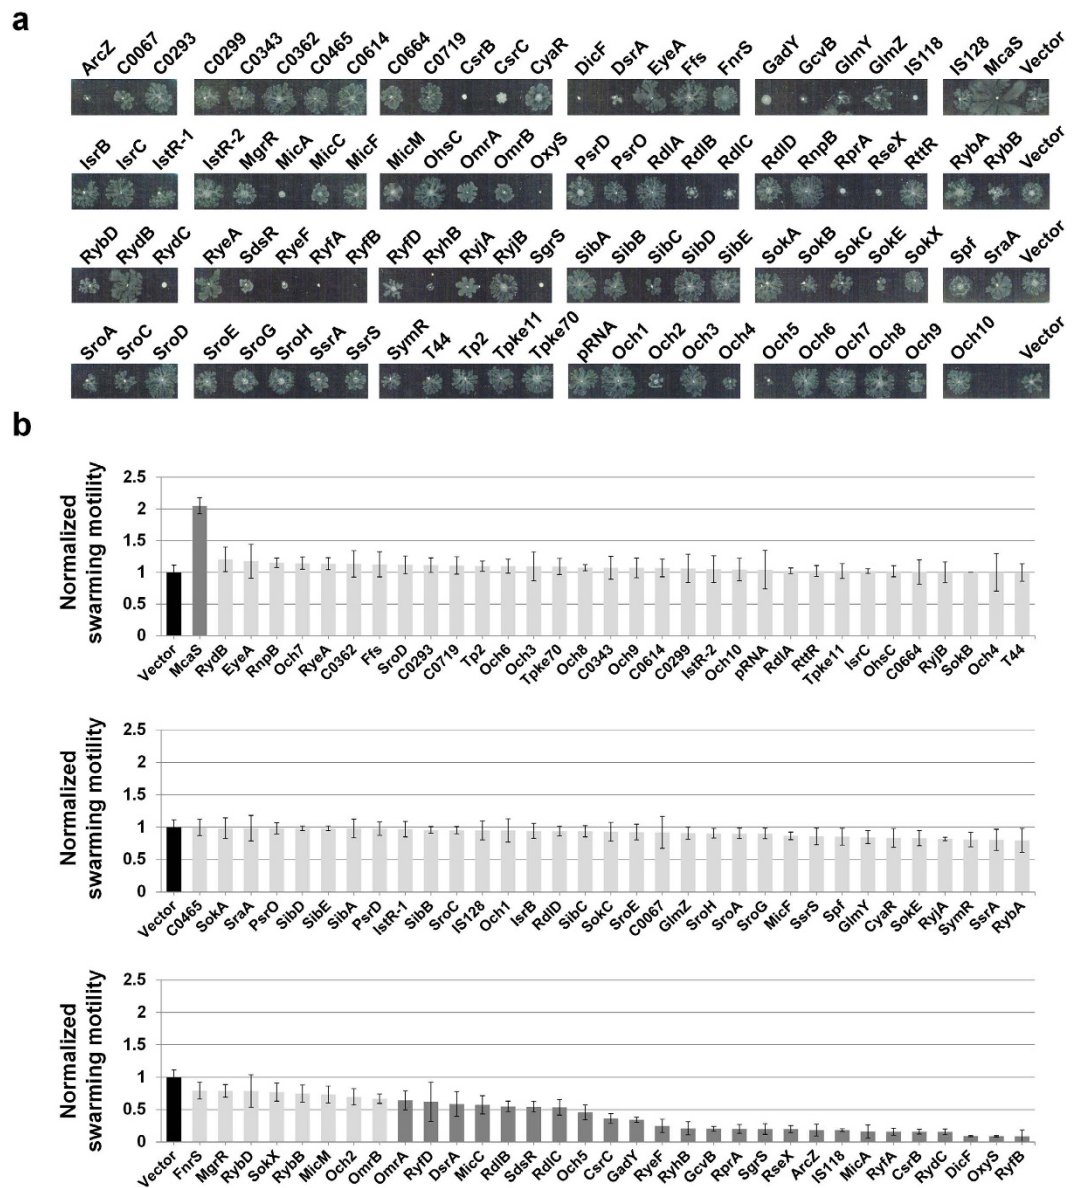 a
ArcZ C0067 C0293 C0299 C0343 C0362 C0465 C0614 C0664 C0719 CsrB CsrC CyaR DicF DsrA EyeA Ffs FnrS GadY GcvB GlmY GlmZ IS118 IS128 McaS Vector
IsrB IsrC IstR-1 IstR-2 MgrR MicA MicC MicF MicM OhsC OmrA OmrB OxyS PsrD PsrO RdlA RdlB RdlC RdlD RnpB RprA RseX RttR RybA RybB Vector
RybD RydB RydC RyeA SdsR RyeF RyfA RyfB RyfD RyhB RyjA RyjB SgrS SibA SibB SibC SibD SibE SokA SokB SokC SokE SokX Spf SraA Vector
SroA SroC SroD SroE SroG SroH SsrA SsrS SymR T44 Tp2 Tpke11 Tpke70 pRNA Och1 Och2 Och3 Och4 Och5 Och6 Och7 Och8 Och9 Och10 Vector
b
Normalized
swarming motility
2.5
2
1.5
1
0.5
0
Vector McaS RydB EyeA RnpB Och7 RyeA C0362 Ffs SroD C0293 C0719 Tp2 Och6 Och3 Tpke70 Och8 C0343 Och9 C0614 C0299 IstR-2 Och10 pRNA RdlA RttR Tpke11 IsrC OhsC C0664 RyjB SokB Och4 T44
Normalized
swarming motility
2.5
2
1.5
1
0.5
0
Vector C0465 SokA SraA PsrO SibD SibE SibA PsrD IstR-1 SibB SroC IS128 Och1 IsrB RdlD SibC SokC SroE C0067 GlmZ SroH SroA SroG MicF SsrS Spf GlmY CyaR SokE RyjA SymR SsrA RybA
Normalized
swarming motility
2.5
2
1.5
1
0.5
0
Vector FnrS MgrR RybD SokX RybB MicM Och2 OmrB OmrA RyfD DsrA MicC RdlB SdsR RdlC Och5 CsrC GadY RyeF RyhB GcvB RprA SgrS RseX ArcZ IS118 MicA RyfA CsrB RydC DicF OxyS RyfB